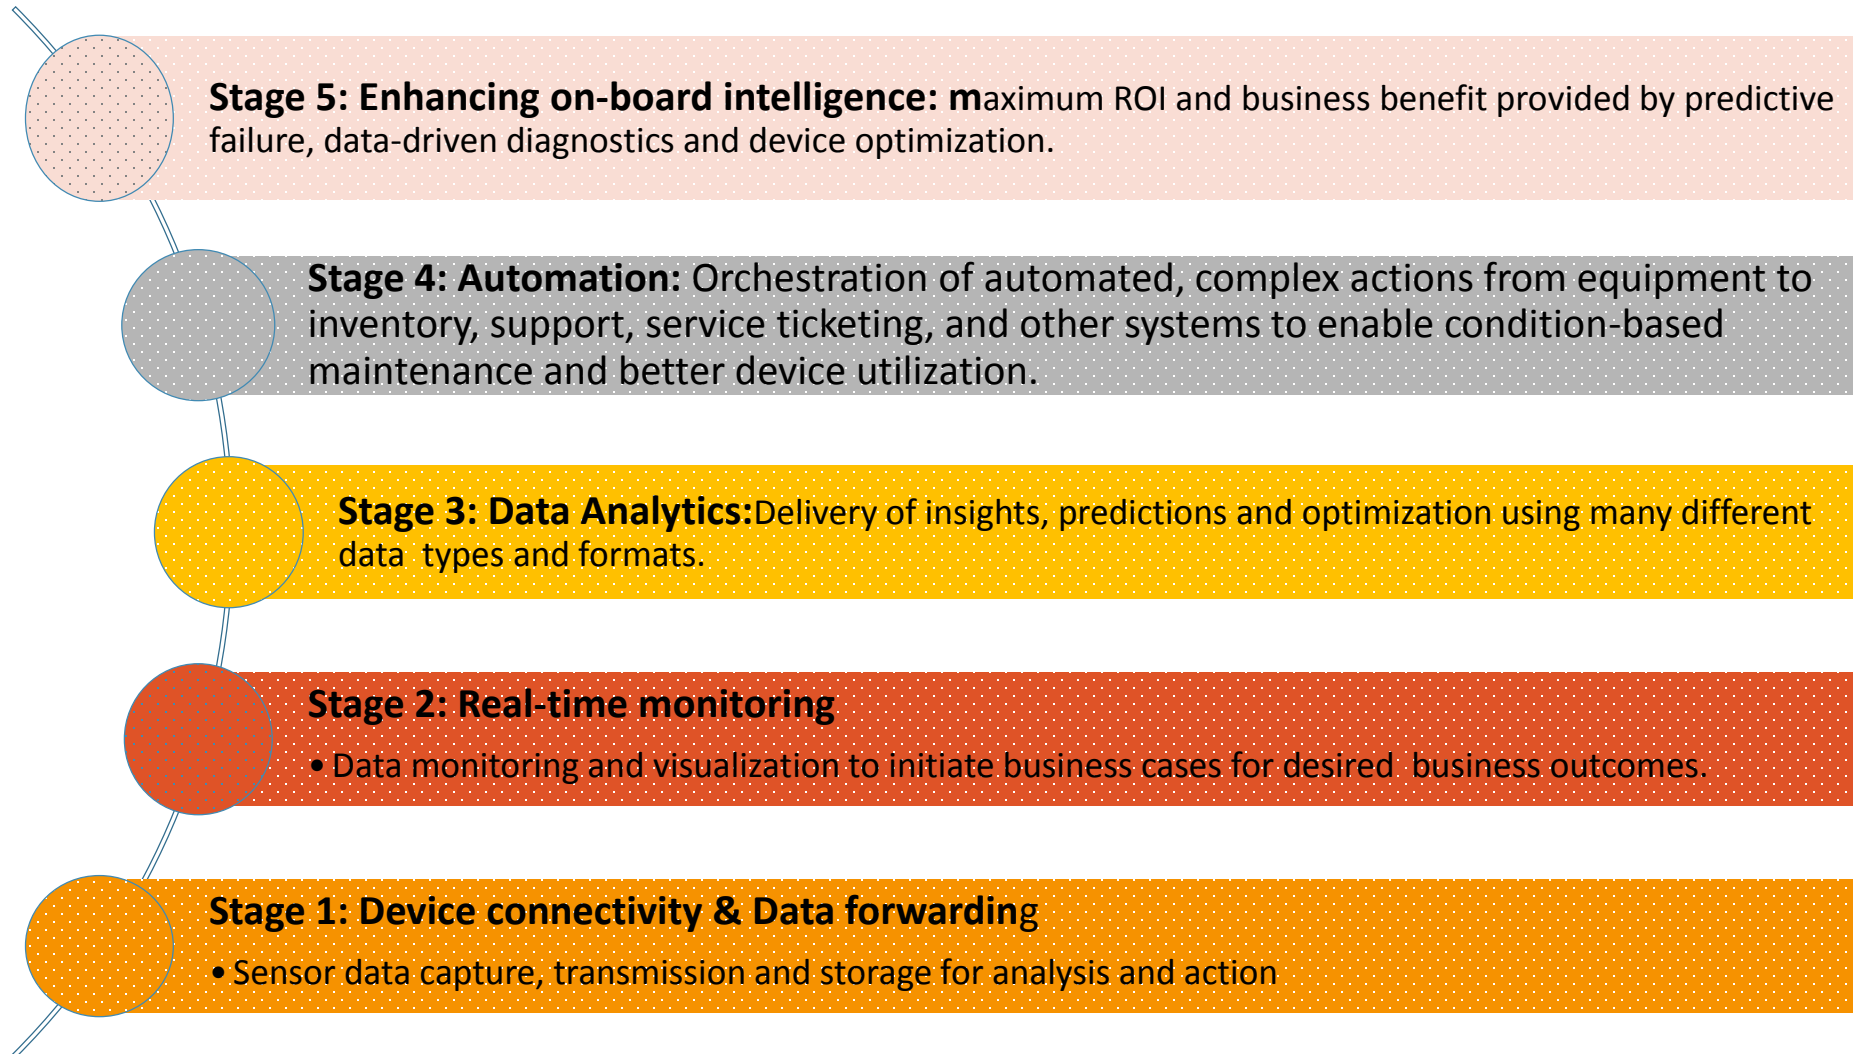 Stage 5: Enhancing on-board intelligence: maximum ROI and business benefit provided by predictive
failure, data-driven diagnostics and device optimization.
Stage 4: Automation: Orchestration of automated, complex actions from equipment to
inventory, support, service ticketing, and other systems to enable condition-based
maintenance and better device utilization.
Stage 3: Data Analytics:Delivery of insights, predictions and optimization using many different
data  types and formats.
Stage 2: Real-time monitoring
• Data monitoring and visualization to initiate business cases for desired  business outcomes.
Stage 1: Device connectivity & Data forwarding
• Sensor data capture, transmission and storage for analysis and action